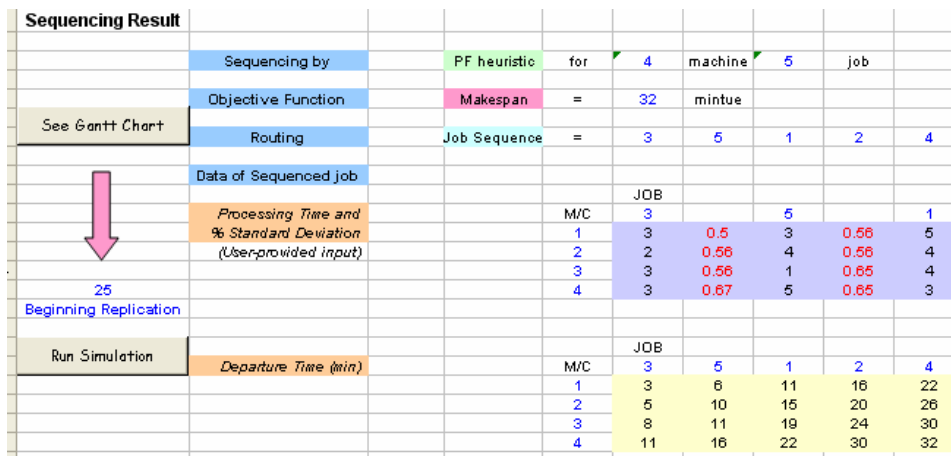 Sequencing Result
Sequencing by PF heuristic for 4 machine 5 job
Objective Function Makespan = 32 mintue
See Gantt Chart
Routing Job Sequence = 3 5 1 2 4
Data of Sequenced job
JOB
Processing Time and M/C 3 5 1
% Standard Deviation 1 3 0.5 3 0.56 5
(User-provided input) 2 2 0.56 4 0.56 4
3 3 0.56 1 0.65 4
25 4 3 0.67 5 0.65 3
Beginning Replication
Run Simulation
JOB
Departure Time (min) M/C 3 5 1 2 4
1 3 6 11 16 22
2 5 10 15 20 26
3 8 11 19 24 30
4 11 16 22 30 32